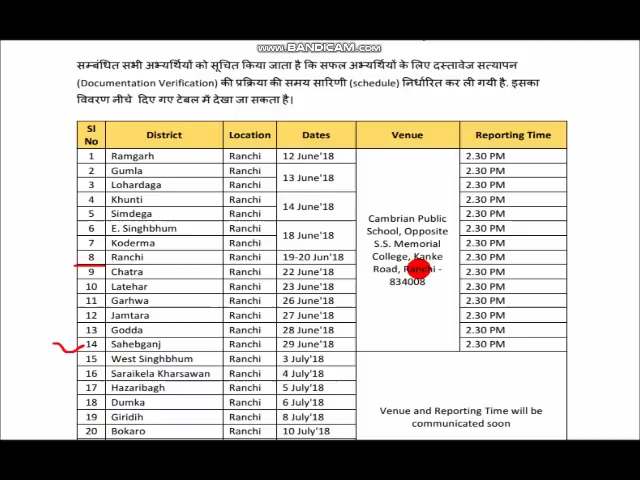 www.BANDICAM.com
सम्बंधित सभी अभ्यर्थियों को सूचित किया जाता है कि सफल अभ्यर्थियों के लिए दस्तावेज सत्यापन
(Documentation Verification) की प्रक्रिया की समय सारिणी (schedule) निर्धारित कर ली गयी है. इसका
विवरण नीचे दिए गए टेबल में देखा जा सकता है।
Sl No District Location Dates Venue Reporting Time
1 Ramgarh Ranchi 12 June'18 2.30 PM
2 Gumla Ranchi 13 June'18 2.30 PM
3 Lohardaga Ranchi 2.30 PM
4 Khunti Ranchi 14 June'18 2.30 PM
5 Simdega Ranchi 2.30 PM
6 E. Singhbhum Ranchi 18 June'18 2.30 PM
7 Koderma Ranchi 2.30 PM
8 Ranchi Ranchi 19-20 Jun'18 2.30 PM
9 Chatra Ranchi 22 June'18 2.30 PM
10 Latehar Ranchi 23 June'18 2.30 PM
11 Garhwa Ranchi 26 June'18 2.30 PM
12 Jamtara Ranchi 27 June'18 2.30 PM
13 Godda Ranchi 28 June'18 2.30 PM
14 Sahebganj Ranchi 29 June'18 2.30 PM
Cambrian Public
School, Opposite
S.S. Memorial
College, Kanke
Road, Ranchi -
834008
15 West Singhbhum Ranchi 3 July'18
16 Saraikela Kharsawan Ranchi 4 July'18
17 Hazaribagh Ranchi 5 July'18
18 Dumka Ranchi 6 July'18
19 Giridih Ranchi 8 July'18
20 Bokaro Ranchi 10 July'18
Venue and Reporting Time will be
communicated soon